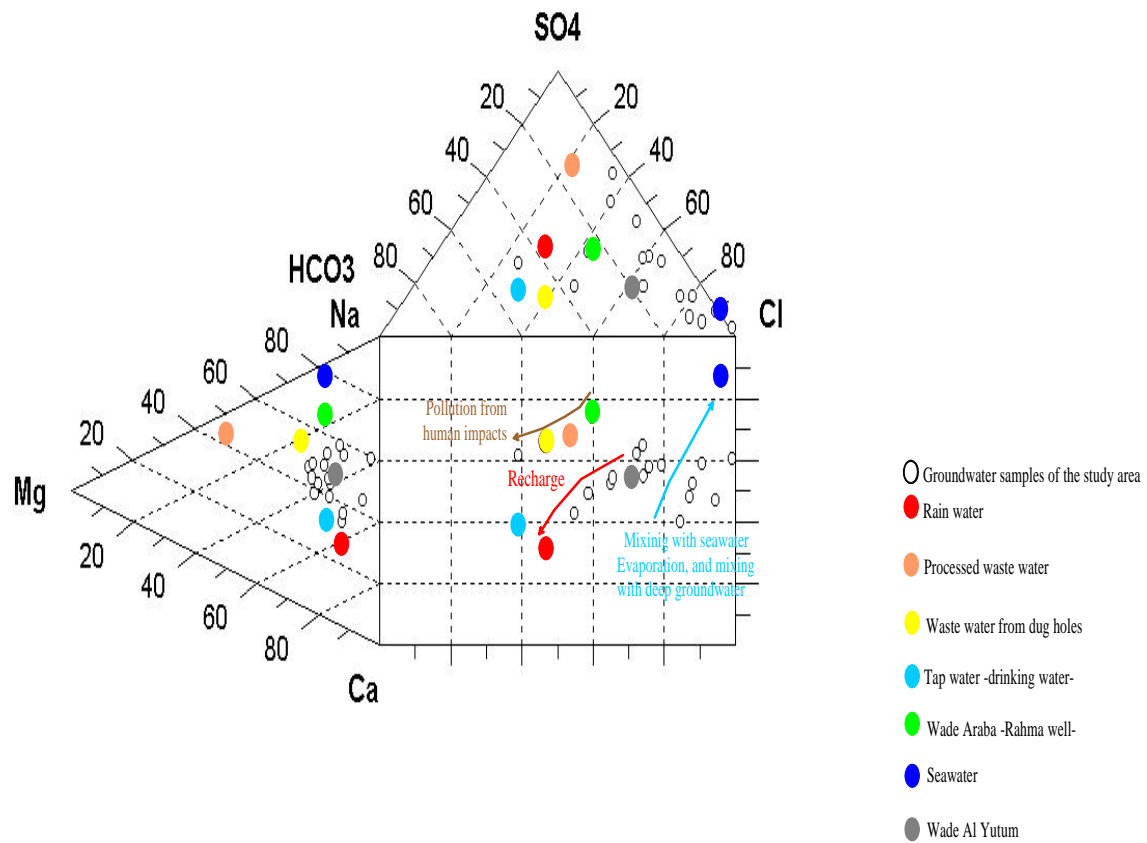 SO4
20
20
40
40
60
60
80
80
HCO3
Na
Cl
80
60
40
20
Mg
20
40
60
80
Ca
Pollution from
human impacts
Recharge
Mixinig with seawater
Evaporation, and mixing
with deep groundwater
Groundwater samples of the study area
Rain water
Processed waste water
Waste water from dug holes
Tap water -drinking water-
Wade Araba -Rahma well-
Seawater
Wade Al Yutum